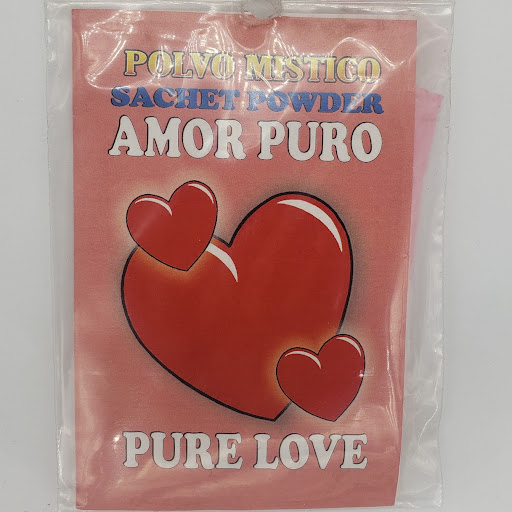 POLVO MISTICO
SACHET POWDER
AMOR PURO
PURE LOVE